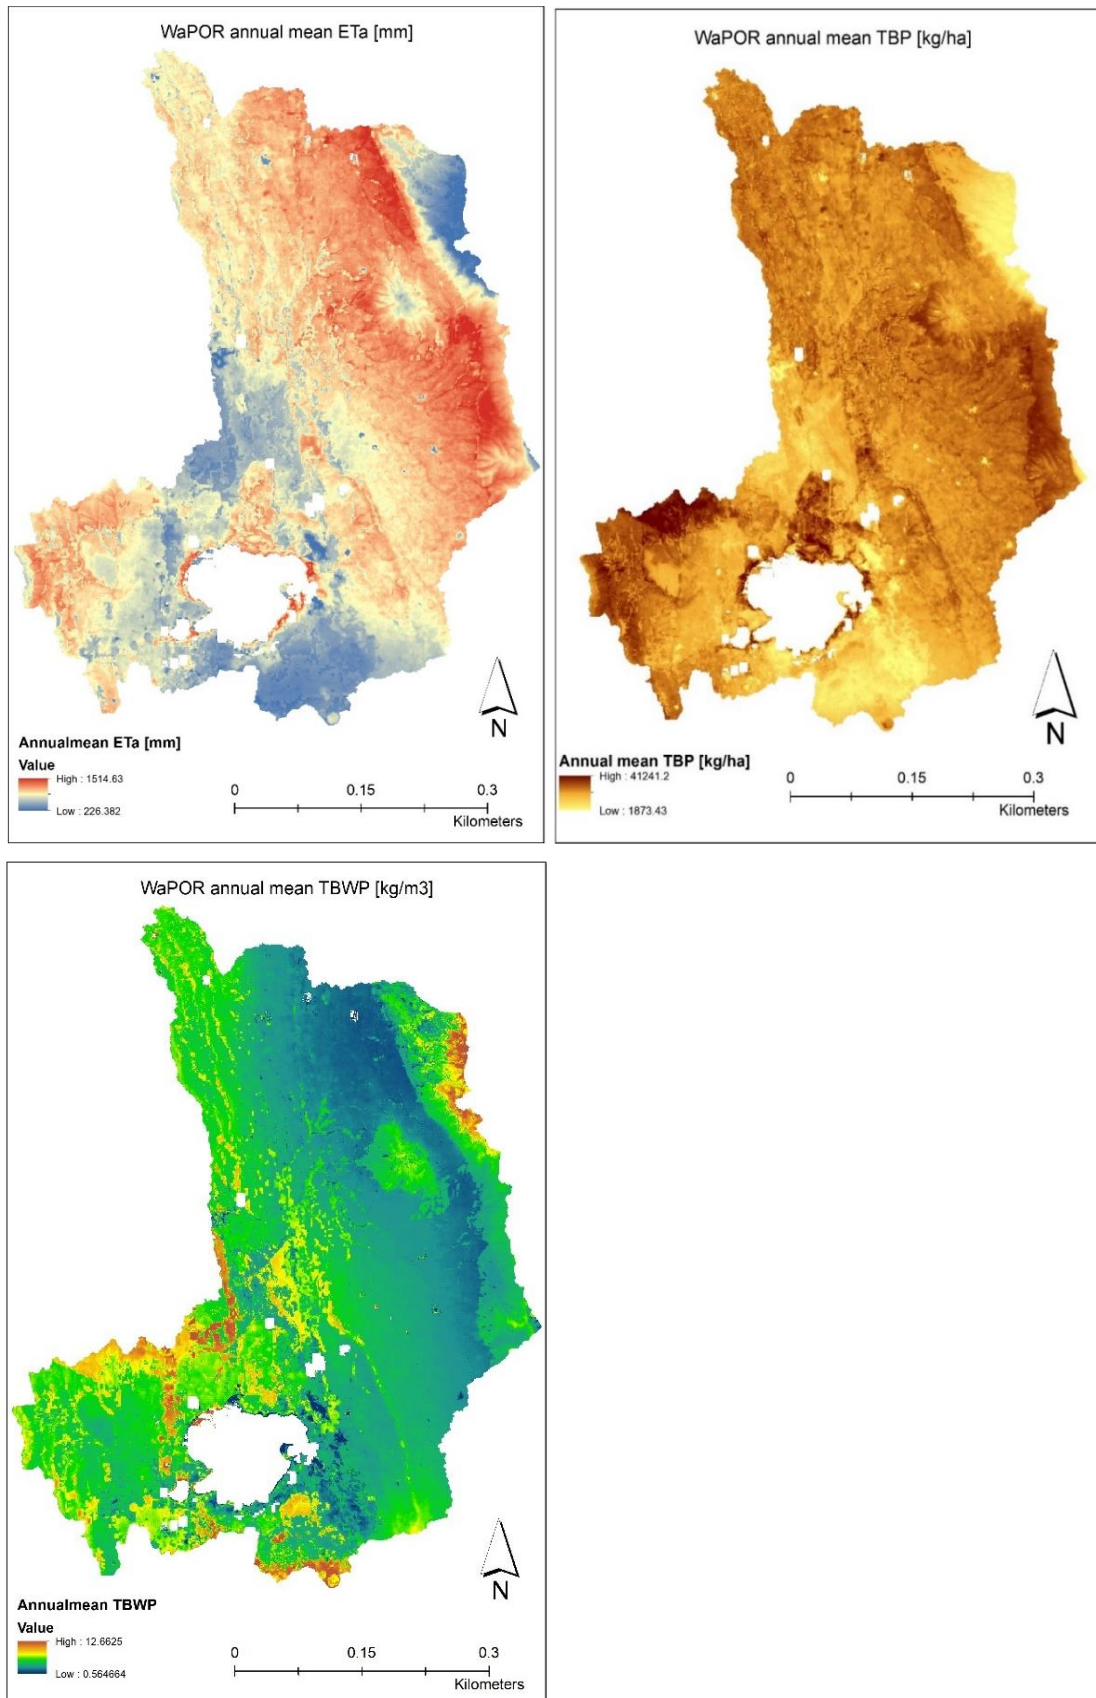 WaPOR annual mean ETa [mm]
N
Annualmean ETa [mm]
Value
High : 1514.63
Low : 226.382
0 0.15 0.3
Kilometers
WaPOR annual mean TBP [kg/ha]
N
Annual mean TBP [kg/ha]
High : 41241.2
Low : 1873.43
0 0.15 0.3
Kilometers
WaPOR annual mean TBWP [kg/m3]
N
Annualmean TBWP
Value
High : 12.6625
Low : 0.564664
0 0.15 0.3
Kilometers